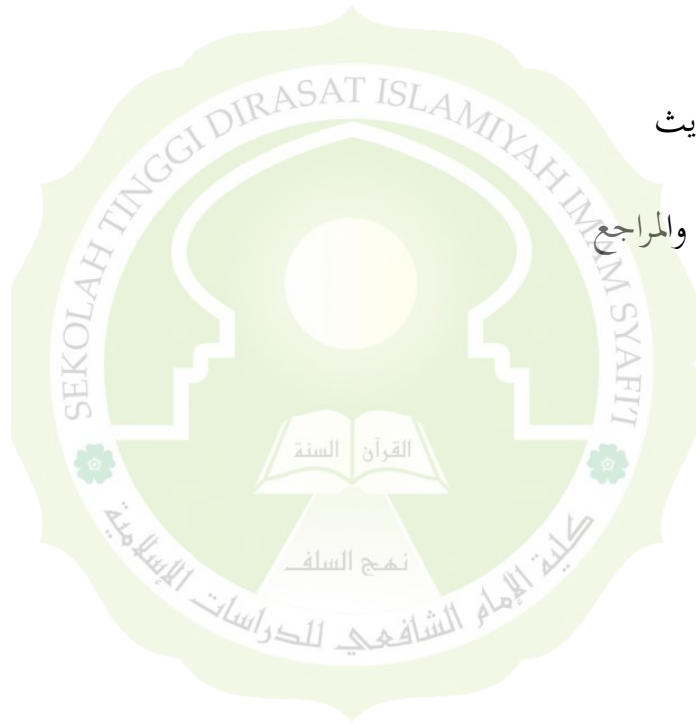 يث
والمراجع
SEKOLAH TINGGI DIRASAT ISLAMIYAH IMAM SYAFI'I
القرآن السنة
نهج السلف
كلية الإمام الشافعي للدراسات الإسلامية